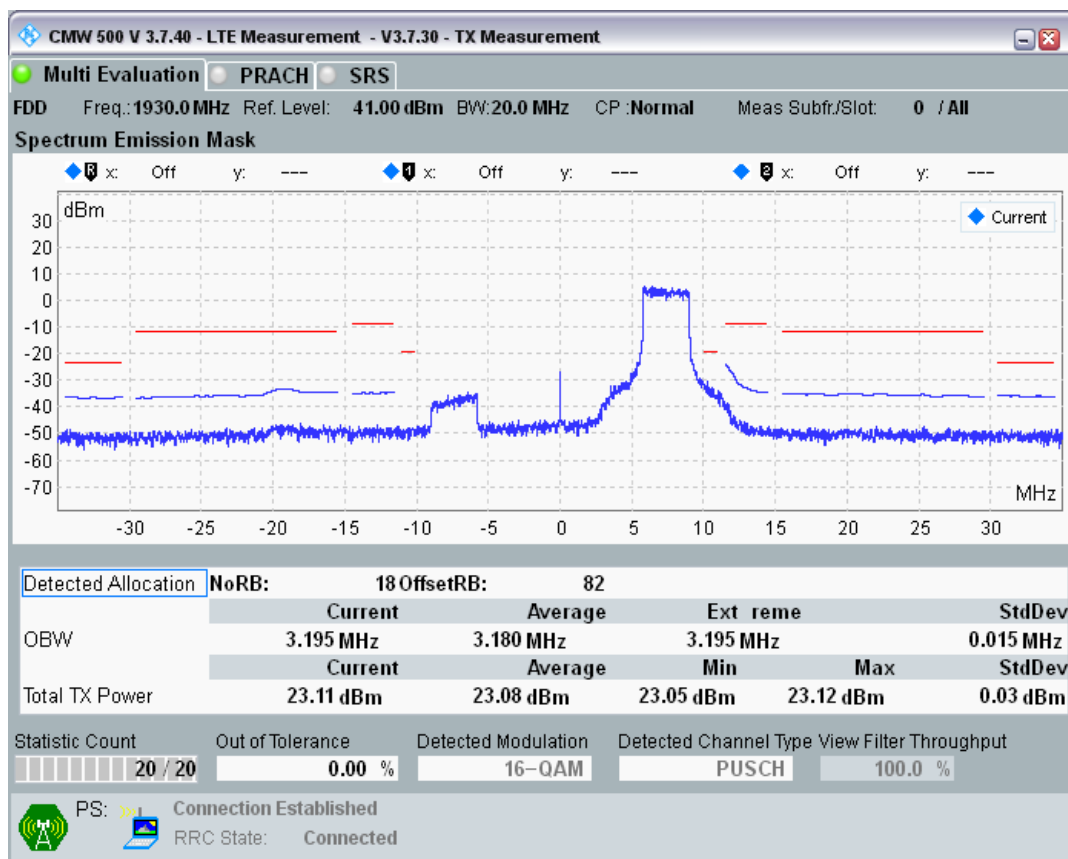 CMW 500 V 3.7.40 - LTE Measurement - V3.7.30 - TX Measurement
Multi Evaluation PRACH SRS
FDD Freq.: 1930.0 MHz Ref. Level: 41.00 dBm BW: 20.0 MHz CP : Normal Meas Subfr./Slot: 0 / All
Spectrum Emission Mask
R x: Off y: --- 1 x: Off y: --- 2 x: Off y: ---
dBm
Current
30
20
10
0
-10
-20
-30
-40
-50
-60
-70
MHz
-30 -25 -20 -15 -10 -5 0 5 10 15 20 25 30
Detected Allocation NoRB: 18 OffsetRB: 82
Current Average Ext reme StdDev
OBW 3.195 MHz 3.180 MHz 3.195 MHz 0.015 MHz
Current Average Min Max StdDev
Total TX Power 23.11 dBm 23.08 dBm 23.05 dBm 23.12 dBm 0.03 dBm
Statistic Count Out of Tolerance Detected Modulation Detected Channel Type View Filter Throughput
20 / 20 0.00 % 16-QAM PUSCH 100.0 %
PS: Connection Established
RRC State: Connected